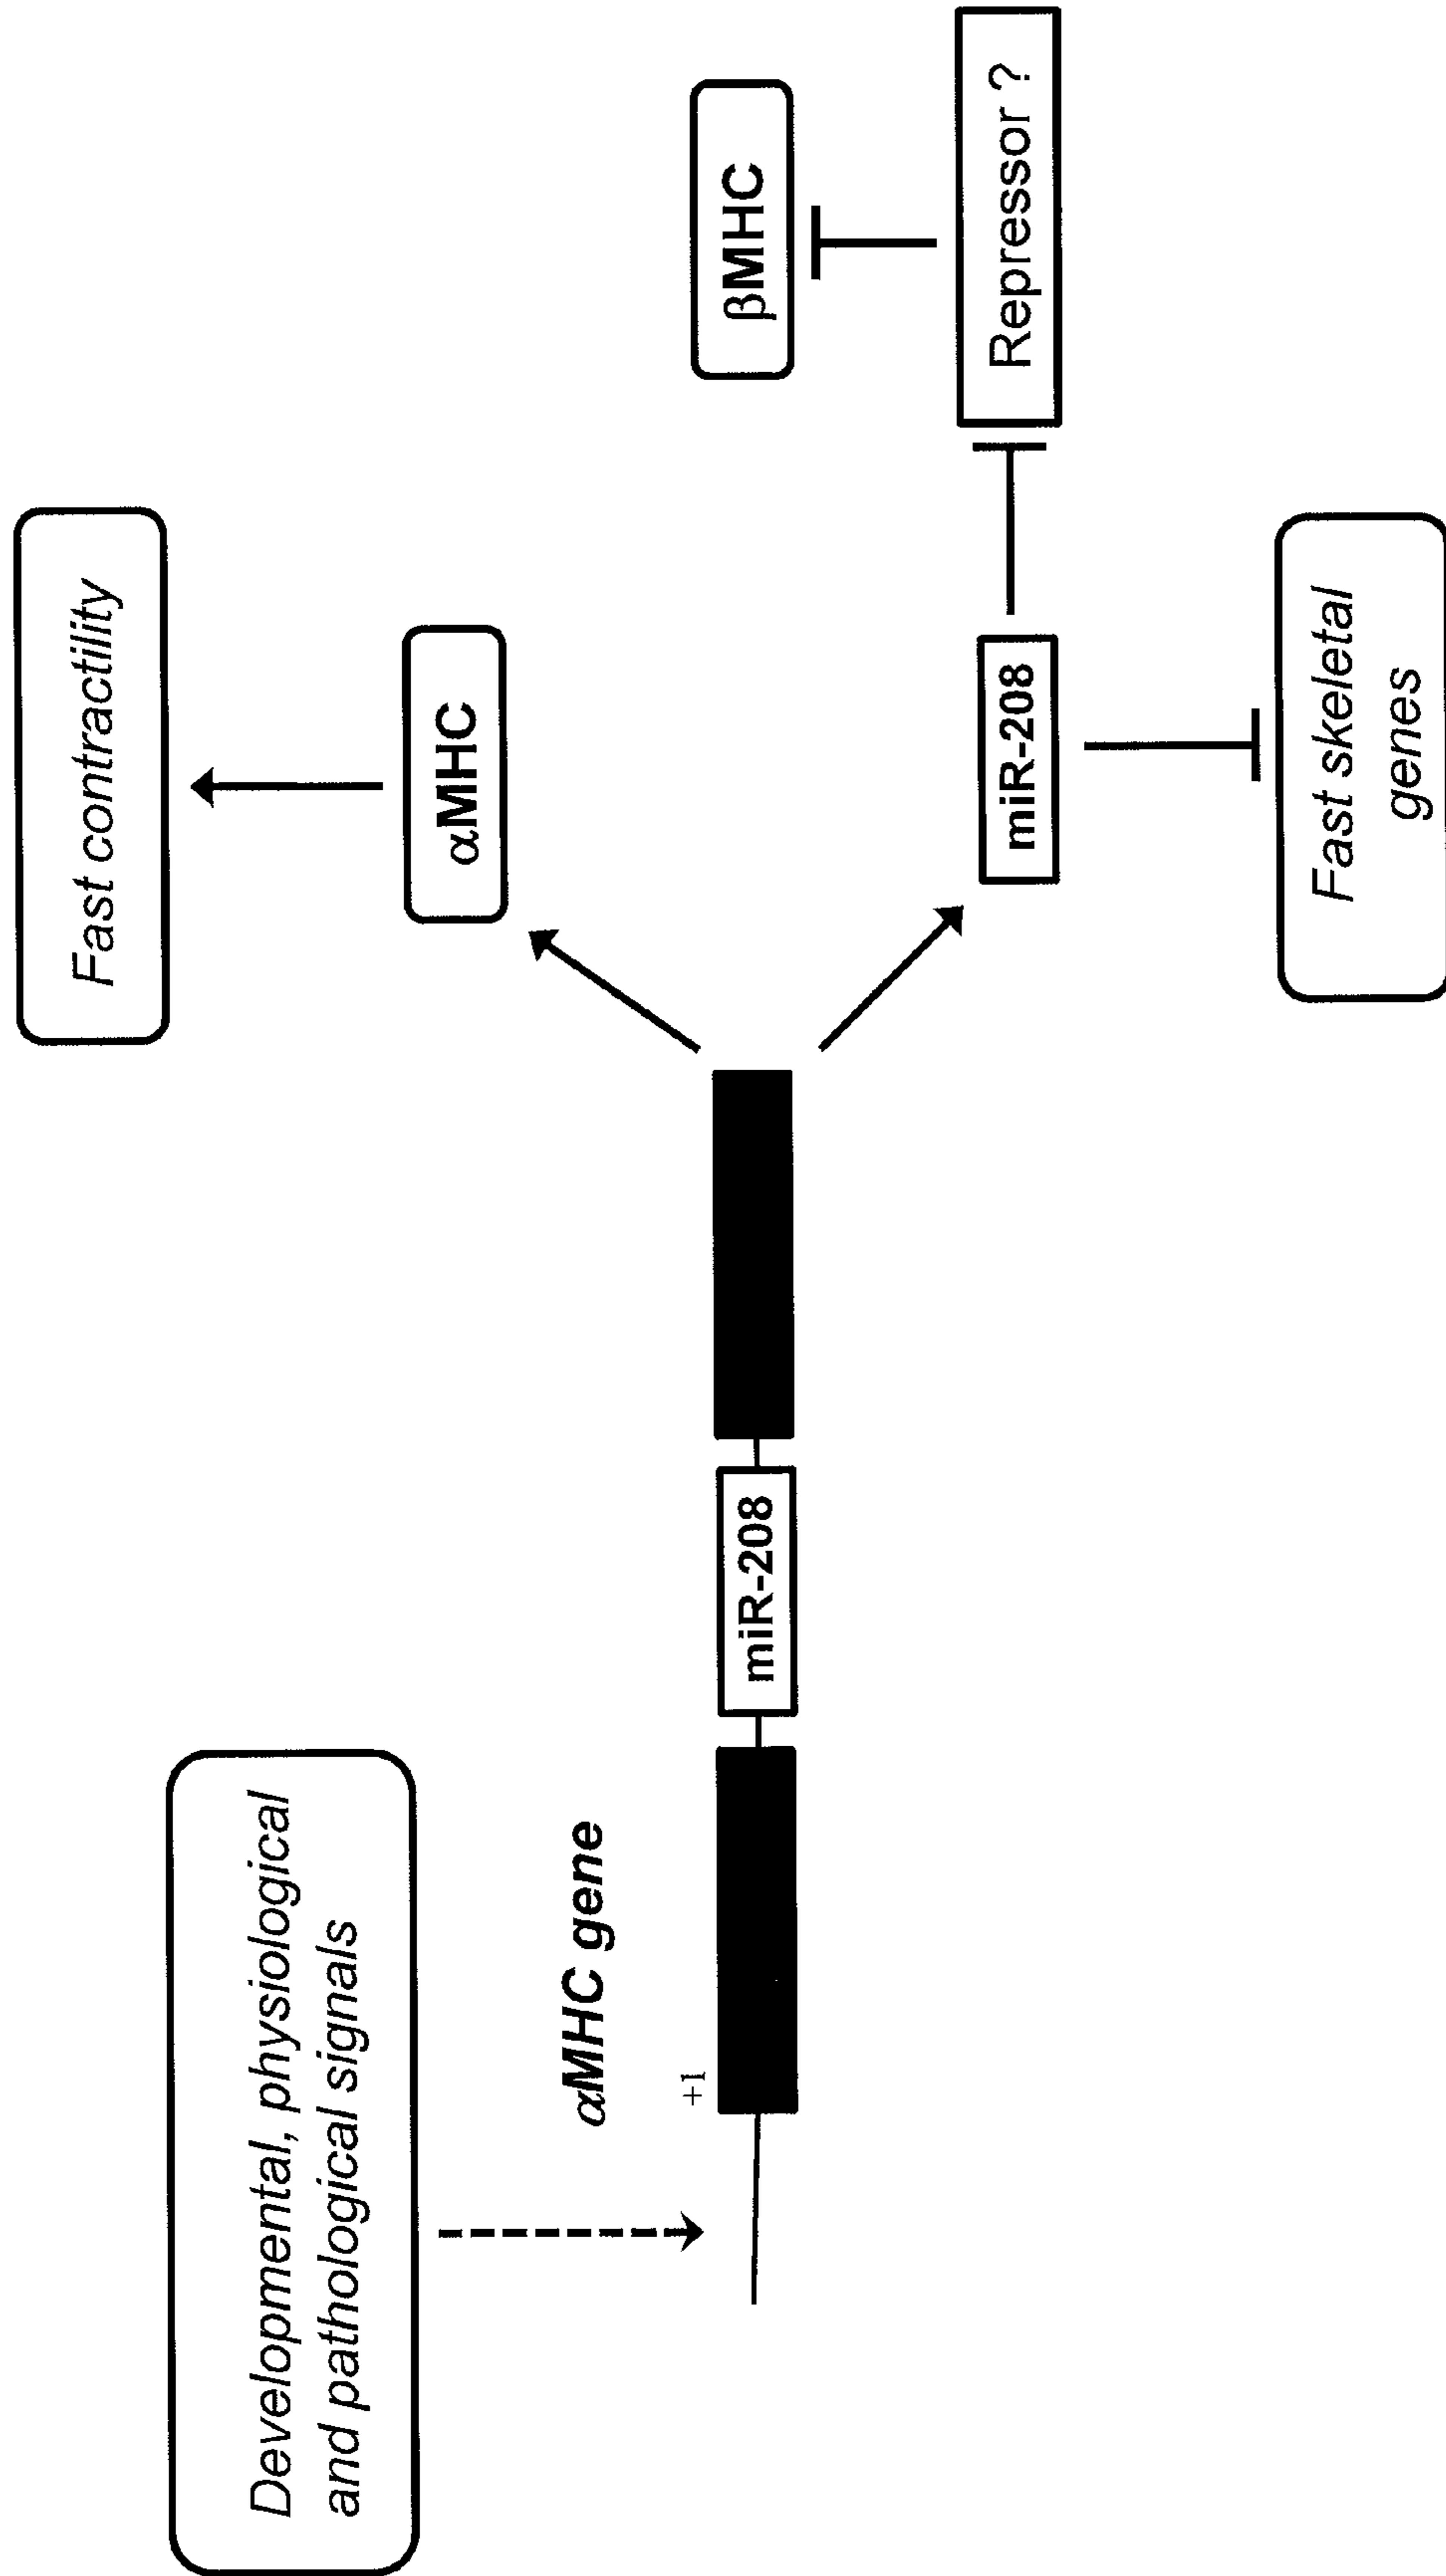 Developmental, physiological
and pathological signals
αMHC gene
+1
miR-208
αMHC
Fast contractility
miR-208
Fast skeletal
genes
Repressor ?
βMHC